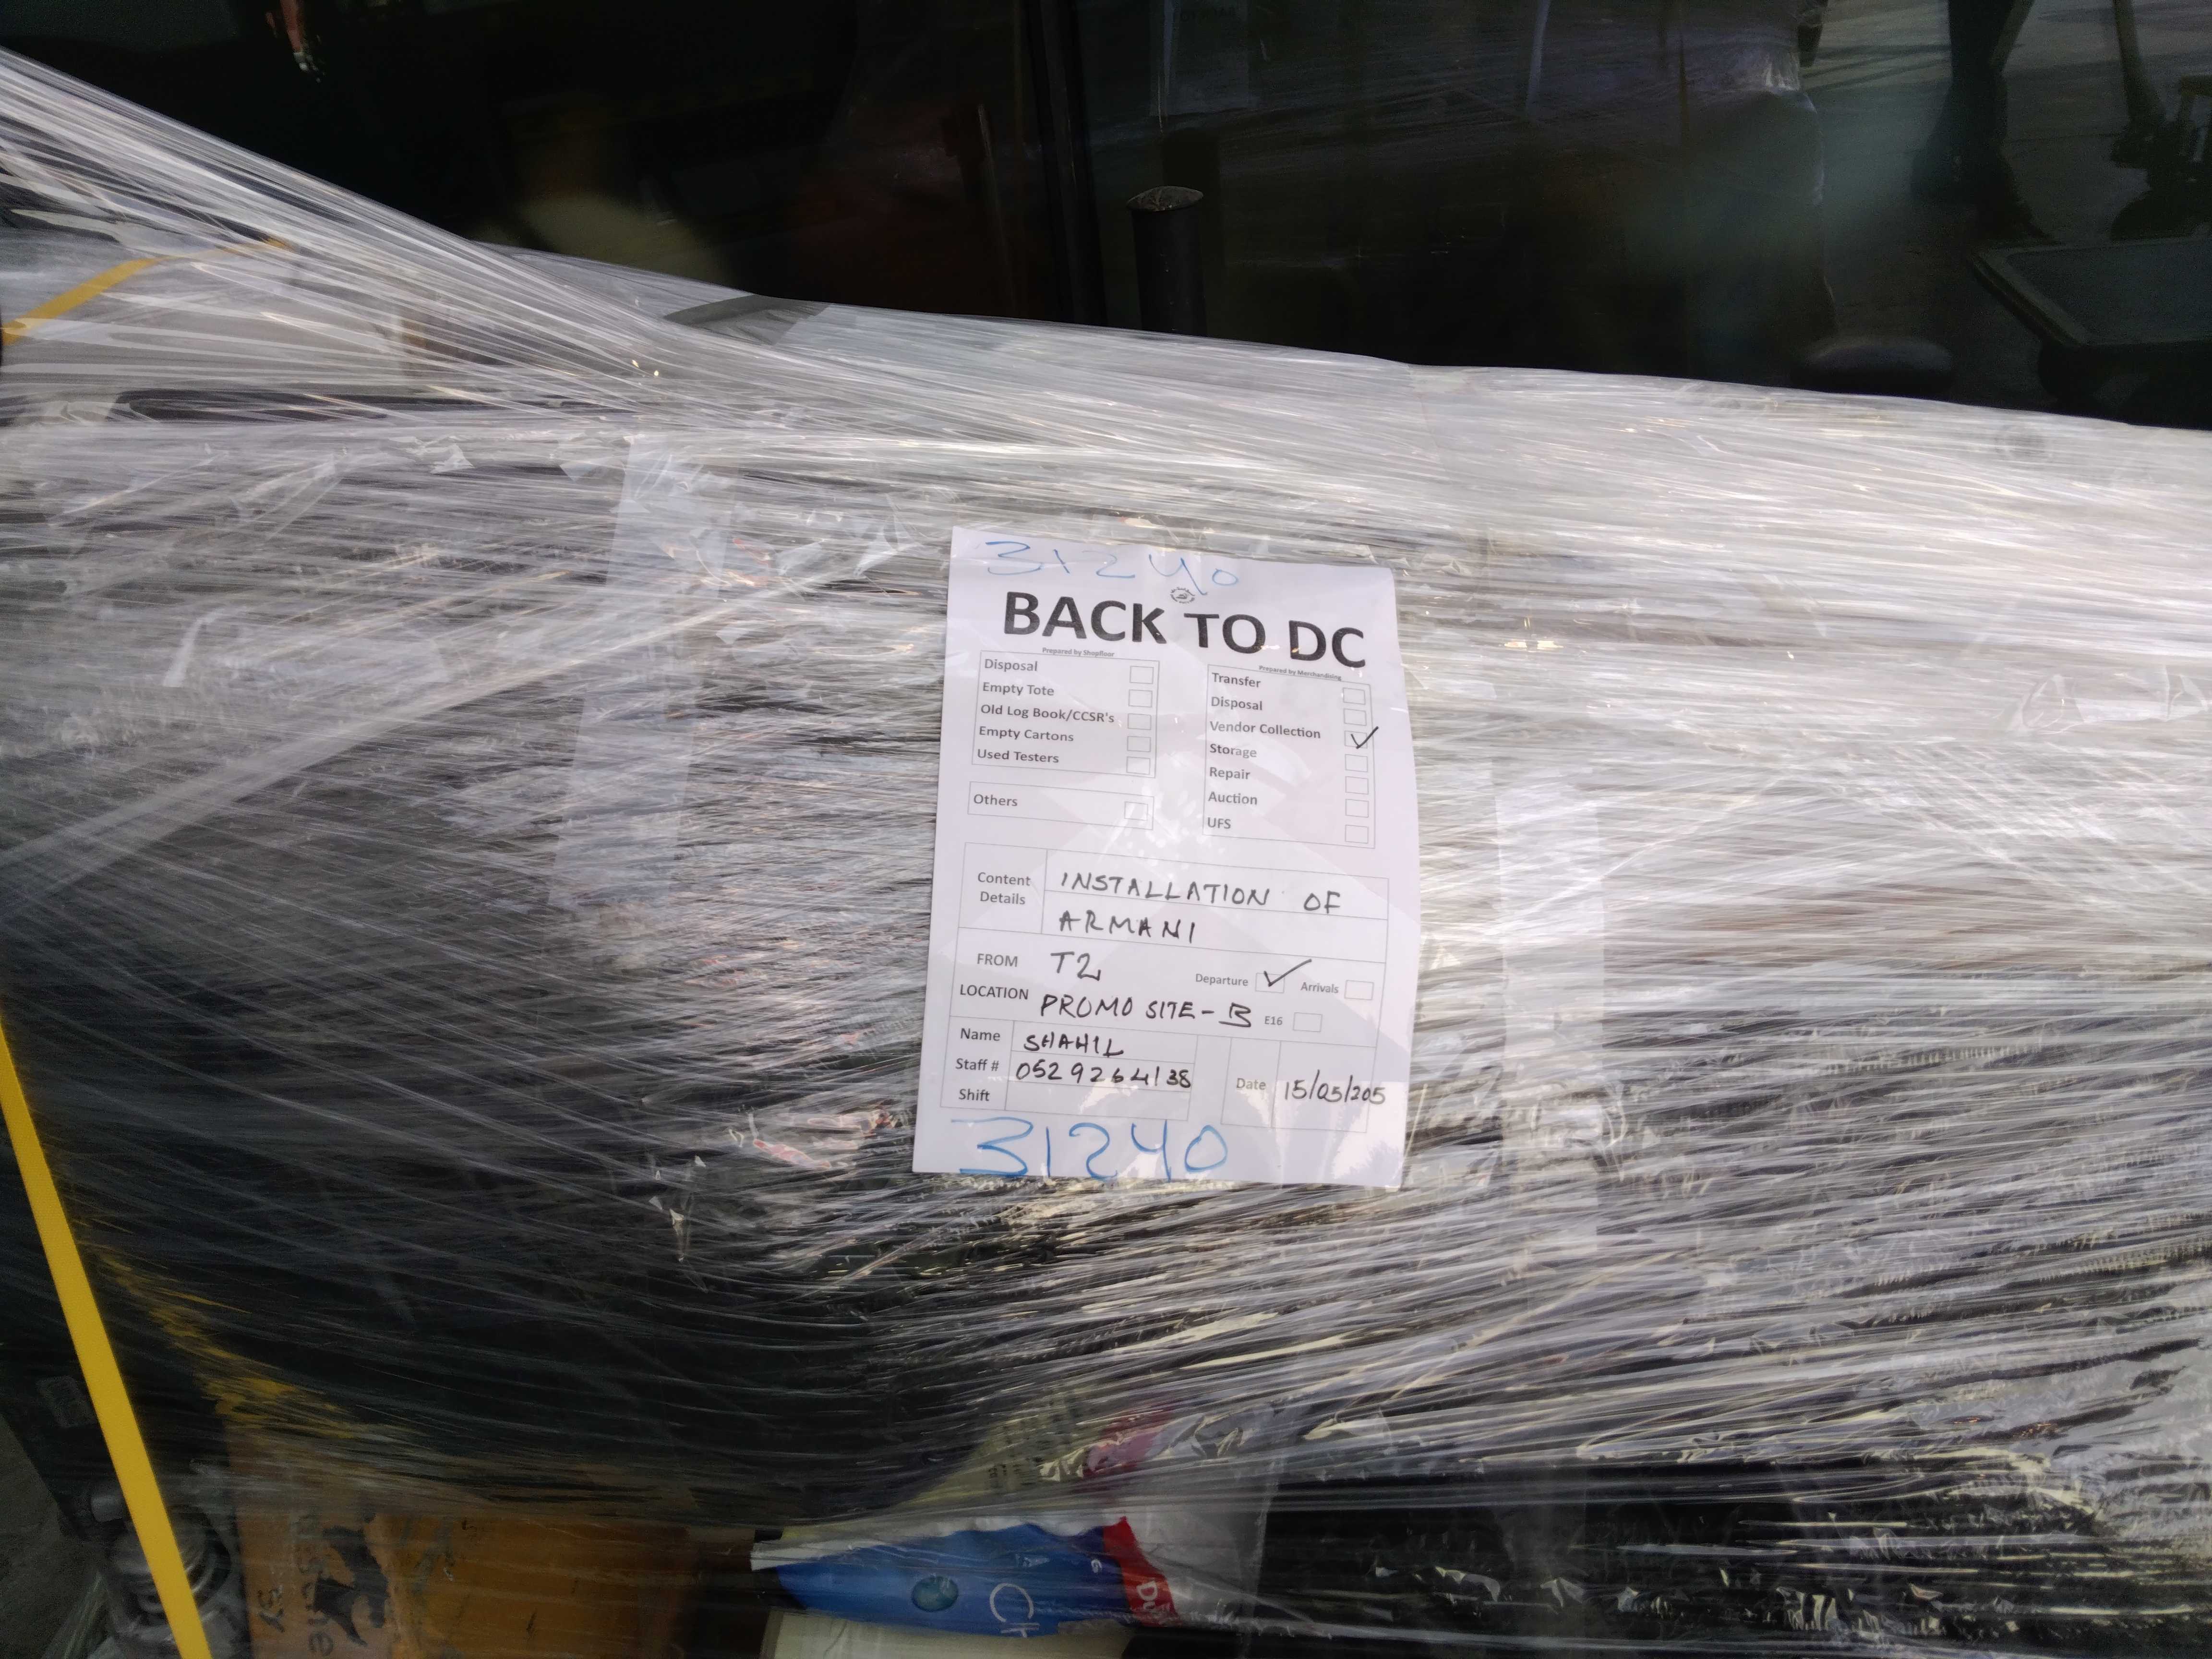 31240
BACK TO DC
Prepared by Shopfloor
Disposal
Empty Tote
Old Log Book/CCSR's
Empty Cartons
Used Testers
Others
Prepared by Merchandising
Transfer
Disposal
Vendor Collection ✓
Storage
Repair
Auction
UFS
Content Details INSTALLATION OF
ARMANI
FROM T2 Departure ✓ Arrivals
LOCATION PROMO SITE - B E16
Name SHAHIL
Staff # 0529264138
Shift
Date 15/05/205
31240